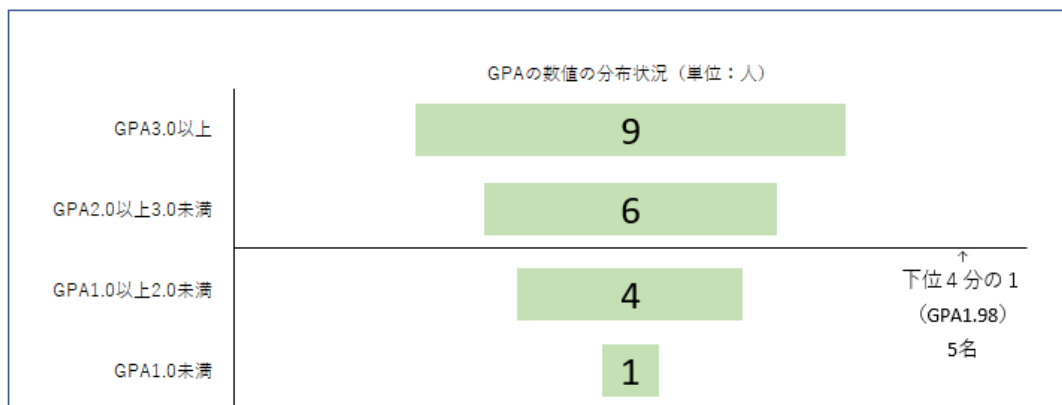 GPAの数値の分布状況（単位：人）
GPA3.0以上
9
GPA2.0以上3.0未満
6
↑
下位４分の１
（GPA1.98）
5名
GPA1.0以上2.0未満
4
GPA1.0未満
1